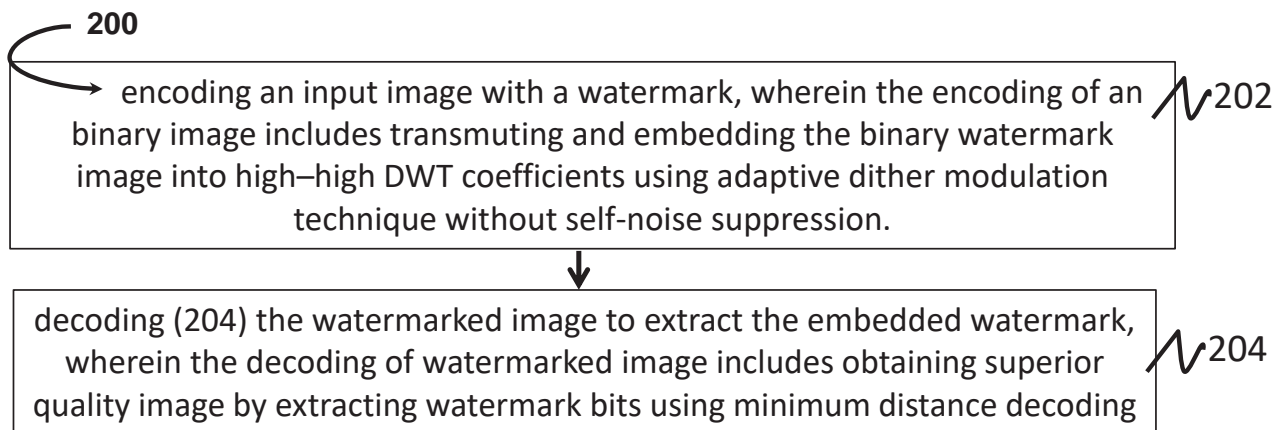 200
encoding an input image with a watermark, wherein the encoding of an
binary image includes transmuting and embedding the binary watermark
image into high–high DWT coefficients using adaptive dither modulation
technique without self-noise suppression.
202
decoding (204) the watermarked image to extract the embedded watermark,
wherein the decoding of watermarked image includes obtaining superior
quality image by extracting watermark bits using minimum distance decoding
204